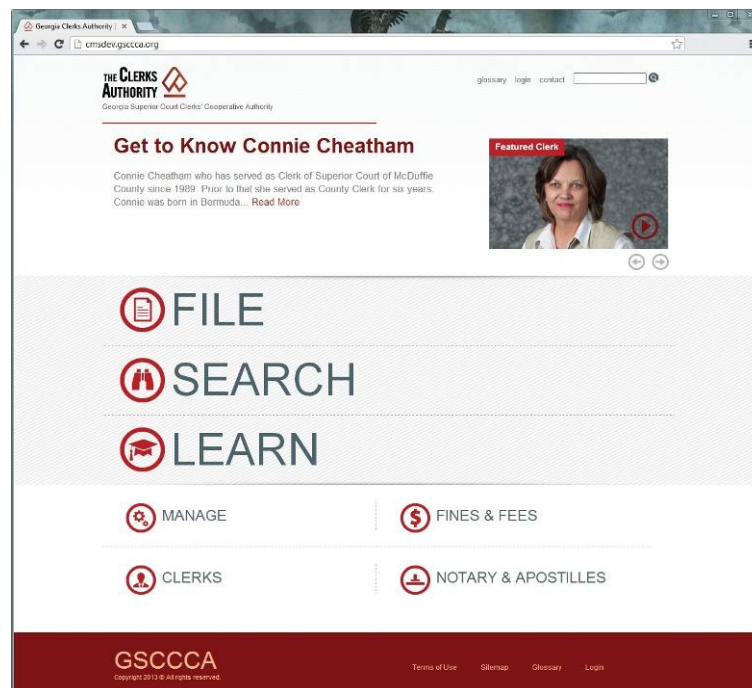 Georgia Clerks Authority |
cmsdev.gsccca.org
THE CLERKS
AUTHORITY
Georgia Superior Court Clerks' Cooperative Authority
glossary login contact
Get to Know Connie Cheatham
Connie Cheatham who has served as Clerk of Superior Court of McDuffie
County since 1989. Prior to that she served as County Clerk for six years.
Connie was born in Bermuda... Read More
Featured Clerk
FILE
SEARCH
LEARN
MANAGE
FINES & FEES
CLERKS
NOTARY & APOSTILLES
GSCCCA
Copyright 2013 © All rights reserved.
Terms of Use Sitemap Glossary Login